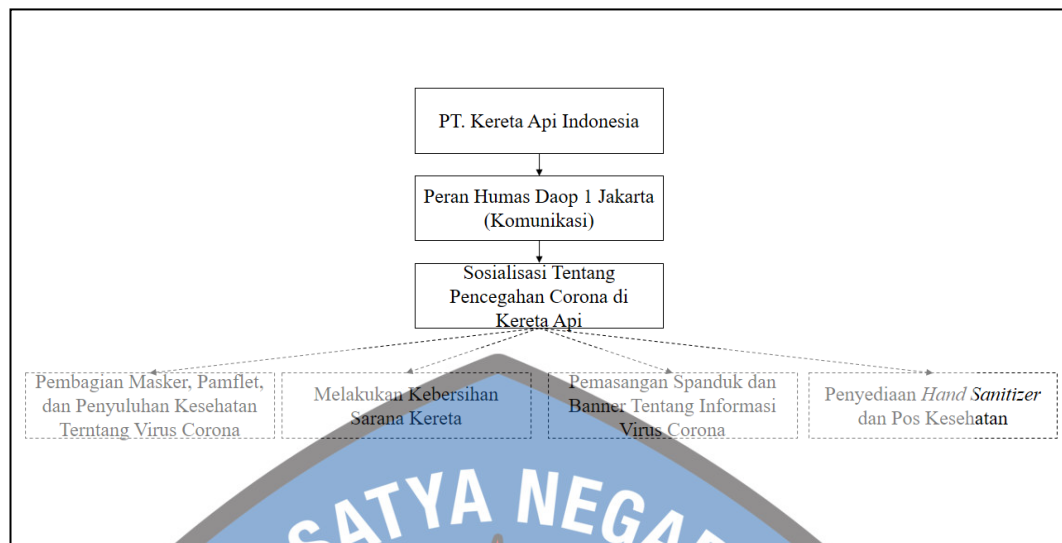 PT. Kereta Api Indonesia
Peran Humas Daop 1 Jakarta
(Komunikasi)
Sosialisasi Tentang
Pencegahan Corona di
Kereta Api
Pembagian Masker, Pamflet,
dan Penyuluhan Kesehatan
Terntang Virus Corona
Melakukan Kebersihan
Sarana Kereta
Pemasangan Spanduk dan
Banner Tentang Informasi
Virus Corona
Penyediaan Hand Sanitizer
dan Pos Kesehatan
SATYA NEGAR